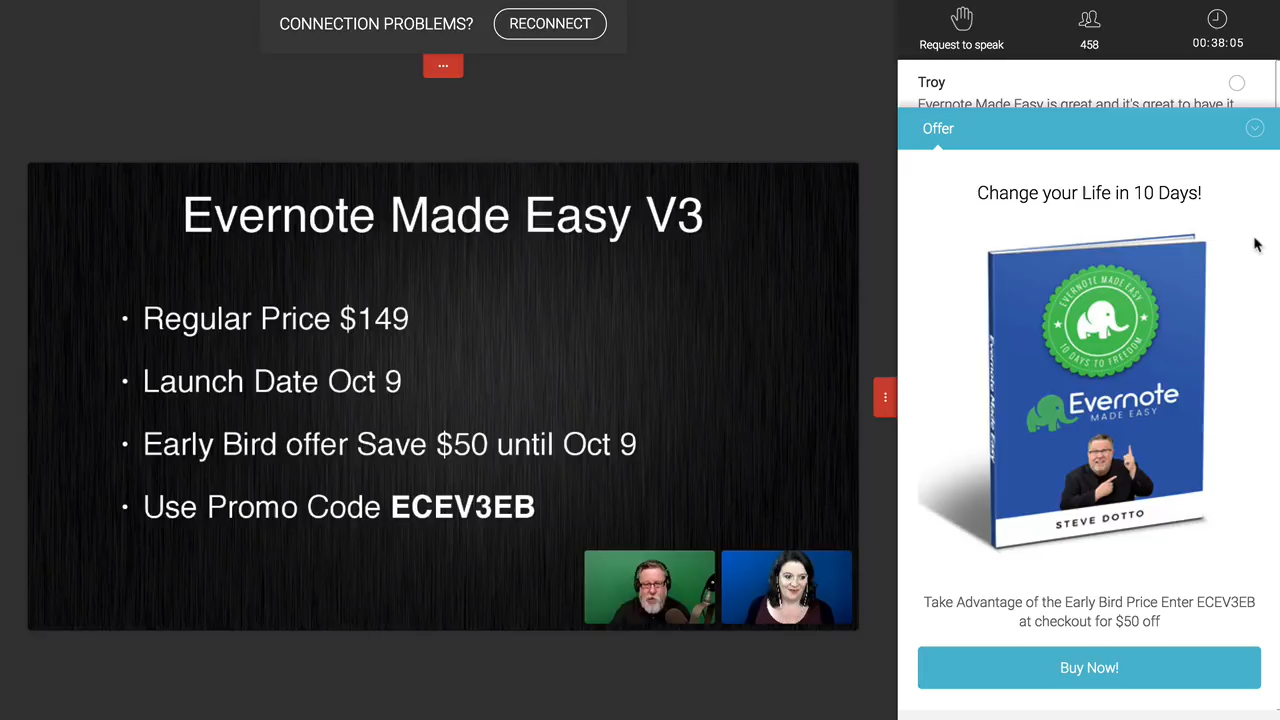 CONNECTION PROBLEMS?
RECONNECT
Request to speak
458
00:38:05
Troy
Evernote Made Easy is great and it's great to have it
Offer
Change your Life in 10 Days!
EVERNOTE MADE EASY
10 DAYS TO FREEDOM
Evernote
MADE EASY
Evernote Made Easy
STEVE DOTTO
Take Advantage of the Early Bird Price Enter ECEV3EB
at checkout for $50 off
Buy Now!
Evernote Made Easy V3
• Regular Price $149
• Launch Date Oct 9
• Early Bird offer Save $50 until Oct 9
• Use Promo Code ECEV3EB